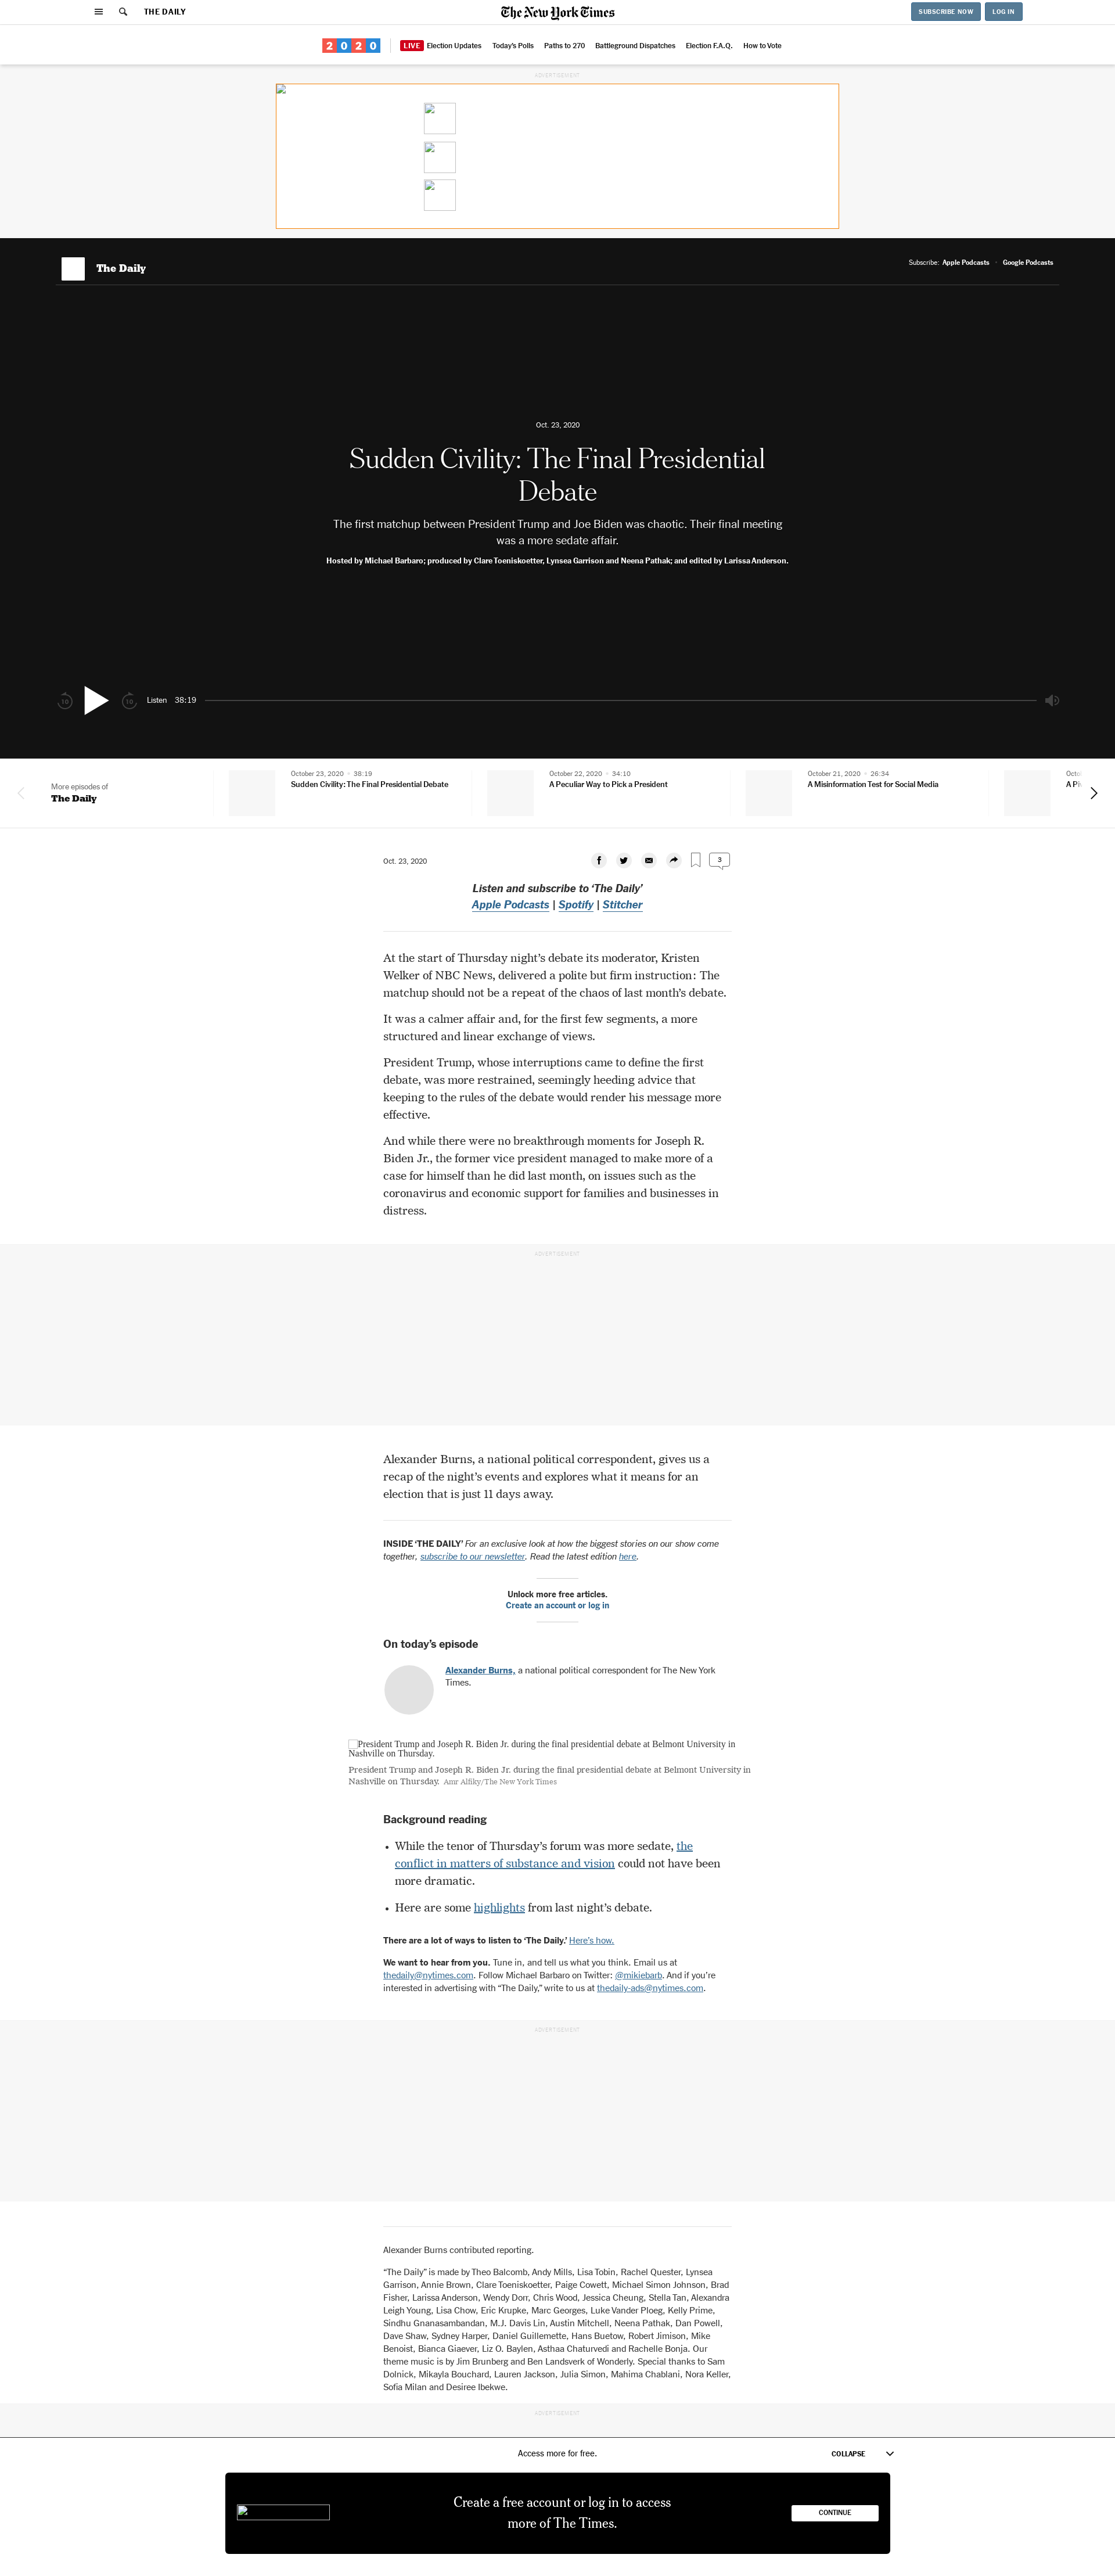 THE DAILY
The New York Times
SUBSCRIBE NOW
LOG IN
2020
LIVE Election Updates
Today's Polls
Paths to 270
Battleground Dispatches
Election F.A.Q.
How to Vote
ADVERTISEMENT
The Daily
Subscribe: Apple Podcasts
Google Podcasts
Oct. 23, 2020
Sudden Civility: The Final Presidential
Debate
The first matchup between President Trump and Joe Biden was chaotic. Their final meeting
was a more sedate affair.
Hosted by Michael Barbaro; produced by Clare Toeniskoetter, Lynsea Garrison and Neena Pathak; and edited by Larissa Anderson.
10
10
Listen 38:19
More episodes of
The Daily
October 23, 2020 • 38:19
Sudden Civility: The Final Presidential Debate
October 22, 2020 • 34:10
A Peculiar Way to Pick a President
October 21, 2020 • 26:34
A Misinformation Test for Social Media
Octo
A Pi
Oct. 23, 2020
3
Listen and subscribe to ‘The Daily’
Apple Podcasts | Spotify | Stitcher
At the start of Thursday night’s debate its moderator, Kristen
Welker of NBC News, delivered a polite but firm instruction: The
matchup should not be a repeat of the chaos of last month’s debate.
It was a calmer affair and, for the first few segments, a more
structured and linear exchange of views.
President Trump, whose interruptions came to define the first
debate, was more restrained, seemingly heeding advice that
keeping to the rules of the debate would render his message more
effective.
And while there were no breakthrough moments for Joseph R.
Biden Jr., the former vice president managed to make more of a
case for himself than he did last month, on issues such as the
coronavirus and economic support for families and businesses in
distress.
ADVERTISEMENT
Alexander Burns, a national political correspondent, gives us a
recap of the night’s events and explores what it means for an
election that is just 11 days away.
INSIDE ‘THE DAILY’ For an exclusive look at how the biggest stories on our show come
together, subscribe to our newsletter. Read the latest edition here.
Unlock more free articles.
Create an account or log in
On today’s episode
Alexander Burns, a national political correspondent for The New York
Times.
President Trump and Joseph R. Biden Jr. during the final presidential debate at Belmont University in
Nashville on Thursday.
President Trump and Joseph R. Biden Jr. during the final presidential debate at Belmont University in
Nashville on Thursday. Amr Alfiky/The New York Times
Background reading
• While the tenor of Thursday’s forum was more sedate, the
conflict in matters of substance and vision could not have been
more dramatic.
• Here are some highlights from last night’s debate.
There are a lot of ways to listen to ‘The Daily.’ Here’s how.
We want to hear from you. Tune in, and tell us what you think. Email us at
thedaily@nytimes.com. Follow Michael Barbaro on Twitter: @mikiebarb. And if you’re
interested in advertising with “The Daily,” write to us at thedaily-ads@nytimes.com.
ADVERTISEMENT
Alexander Burns contributed reporting.
“The Daily” is made by Theo Balcomb, Andy Mills, Lisa Tobin, Rachel Quester, Lynsea
Garrison, Annie Brown, Clare Toeniskoetter, Paige Cowett, Michael Simon Johnson, Brad
Fisher, Larissa Anderson, Wendy Dorr, Chris Wood, Jessica Cheung, Stella Tan, Alexandra
Leigh Young, Lisa Chow, Eric Krupke, Marc Georges, Luke Vander Ploeg, Kelly Prime,
Sindhu Gnanasambandan, M.J. Davis Lin, Austin Mitchell, Neena Pathak, Dan Powell,
Dave Shaw, Sydney Harper, Daniel Guillemette, Hans Buetow, Robert Jimison, Mike
Benoist, Bianca Giaever, Liz O. Baylen, Asthaa Chaturvedi and Rachelle Bonja. Our
theme music is by Jim Brunberg and Ben Landsverk of Wonderly. Special thanks to Sam
Dolnick, Mikayla Bouchard, Lauren Jackson, Julia Simon, Mahima Chablani, Nora Keller,
Sofia Milan and Desiree Ibekwe.
ADVERTISEMENT
Access more for free.
COLLAPSE
Create a free account or log in to access
more of The Times.
CONTINUE